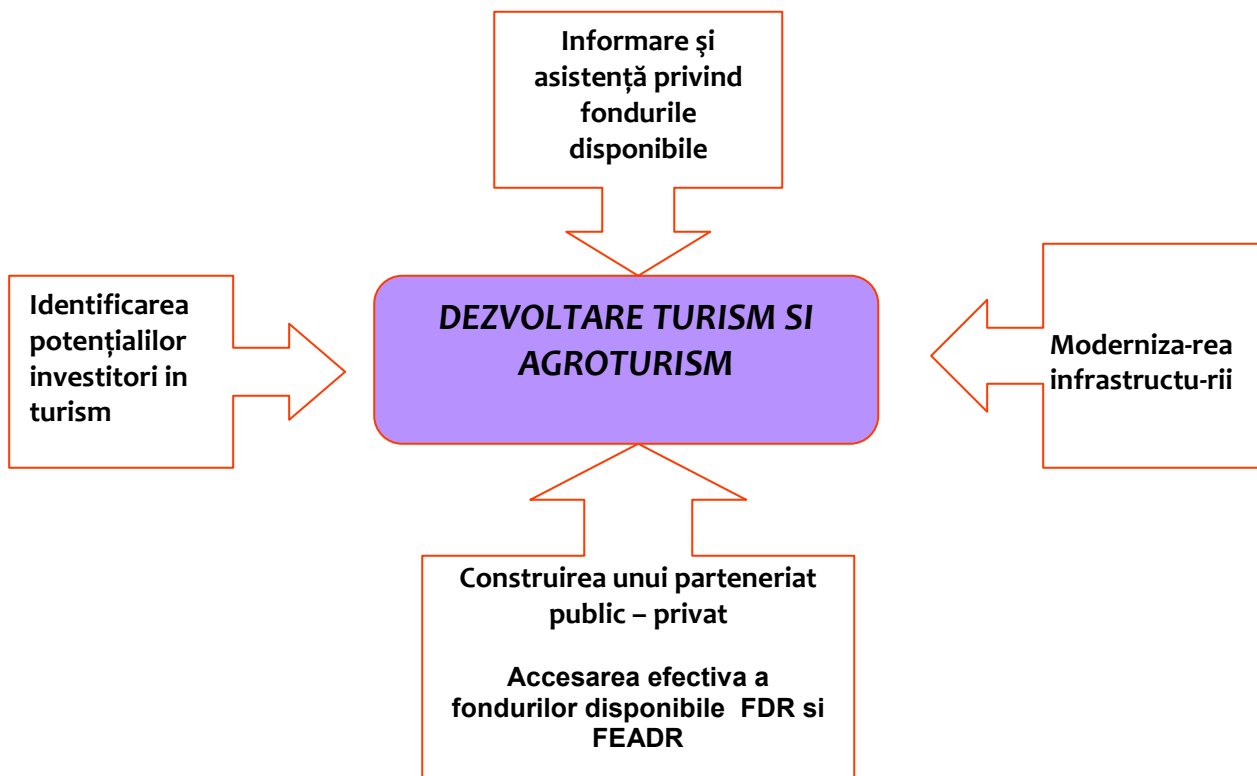 Informare şi
asistență privind
fondurile
disponibile
Identificarea
potențialilor
investitori in
turism
DEZVOLTARE TURISM SI
AGROTURISM
Moderniza-rea
infrastructu-rii
Construirea unui parteneriat
public – privat
Accesarea efectiva a
fondurilor disponibile FDR si
FEADR